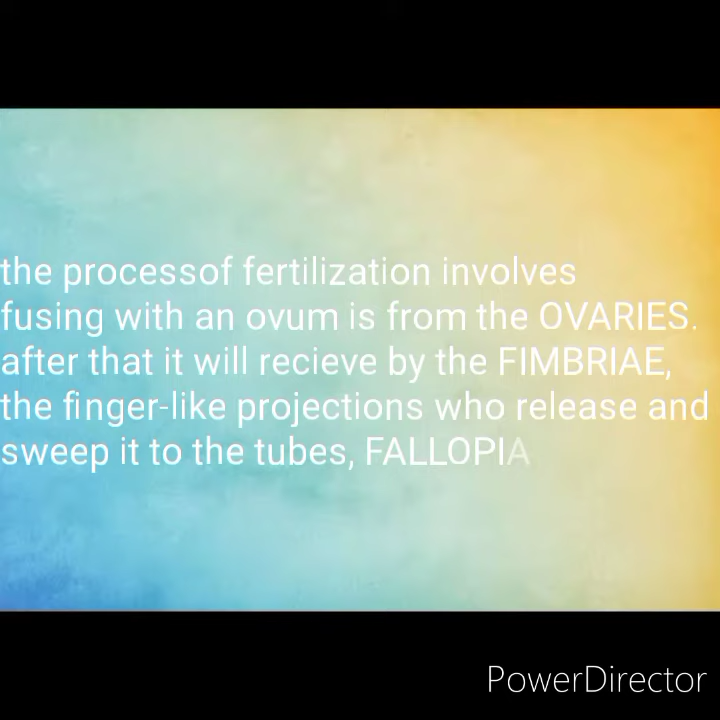 the processof fertilization involves
fusing with an ovum is from the OVARIES.
after that it will recieve by the FIMBRIAE,
the finger-like projections who release and
sweep it to the tubes, FALLOPIA
PowerDirector